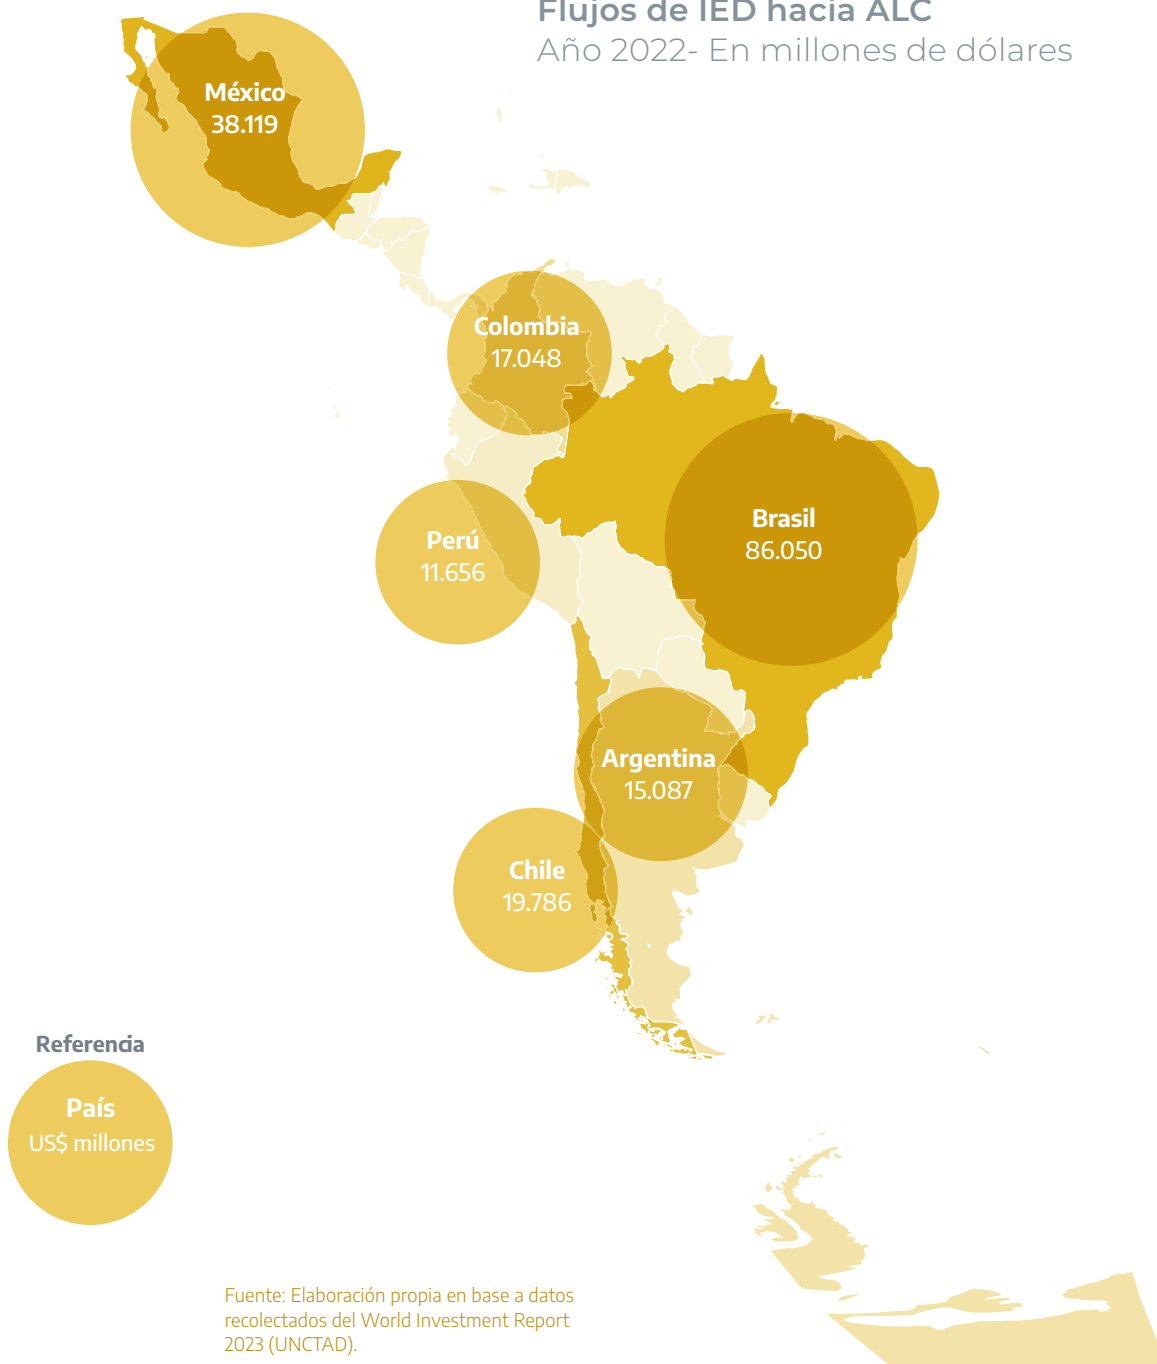 Flujos de IED hacia ALC
Año 2022- En millones de dólares
México
38.119
Colombia
17.048
Brasil
86.050
Perú
11.656
Argentina
15.087
Chile
19.786
Referencia
País
US$ millones
Fuente: Elaboración propia en base a datos
recolectados del World Investment Report
2023 (UNCTAD).